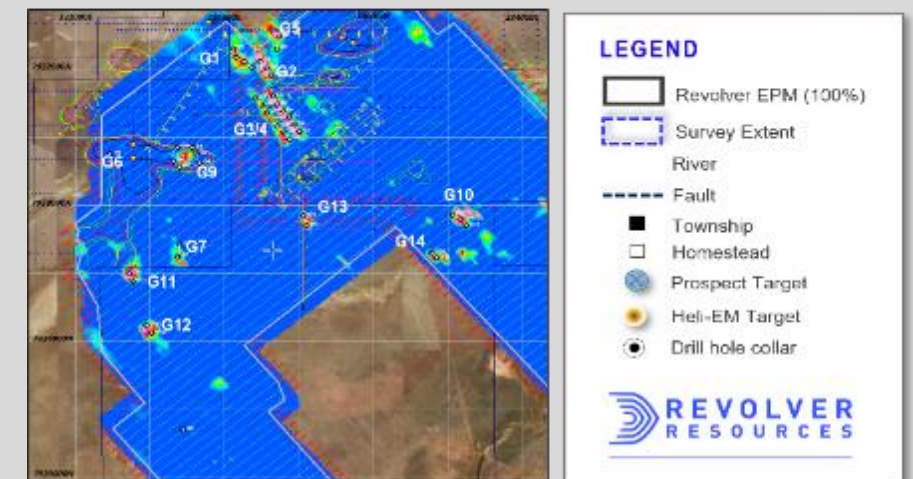 G5
G1
G2
G3/4
G6
G9
G13
G10
G7
G14
G11
G12
LEGEND
Revolver EPM (100%)
Survey Extent
River
Fault
Township
Homestead
Prospect Target
Heli-EM Target
Drill hole collar
REVOLVER
RESOURCES